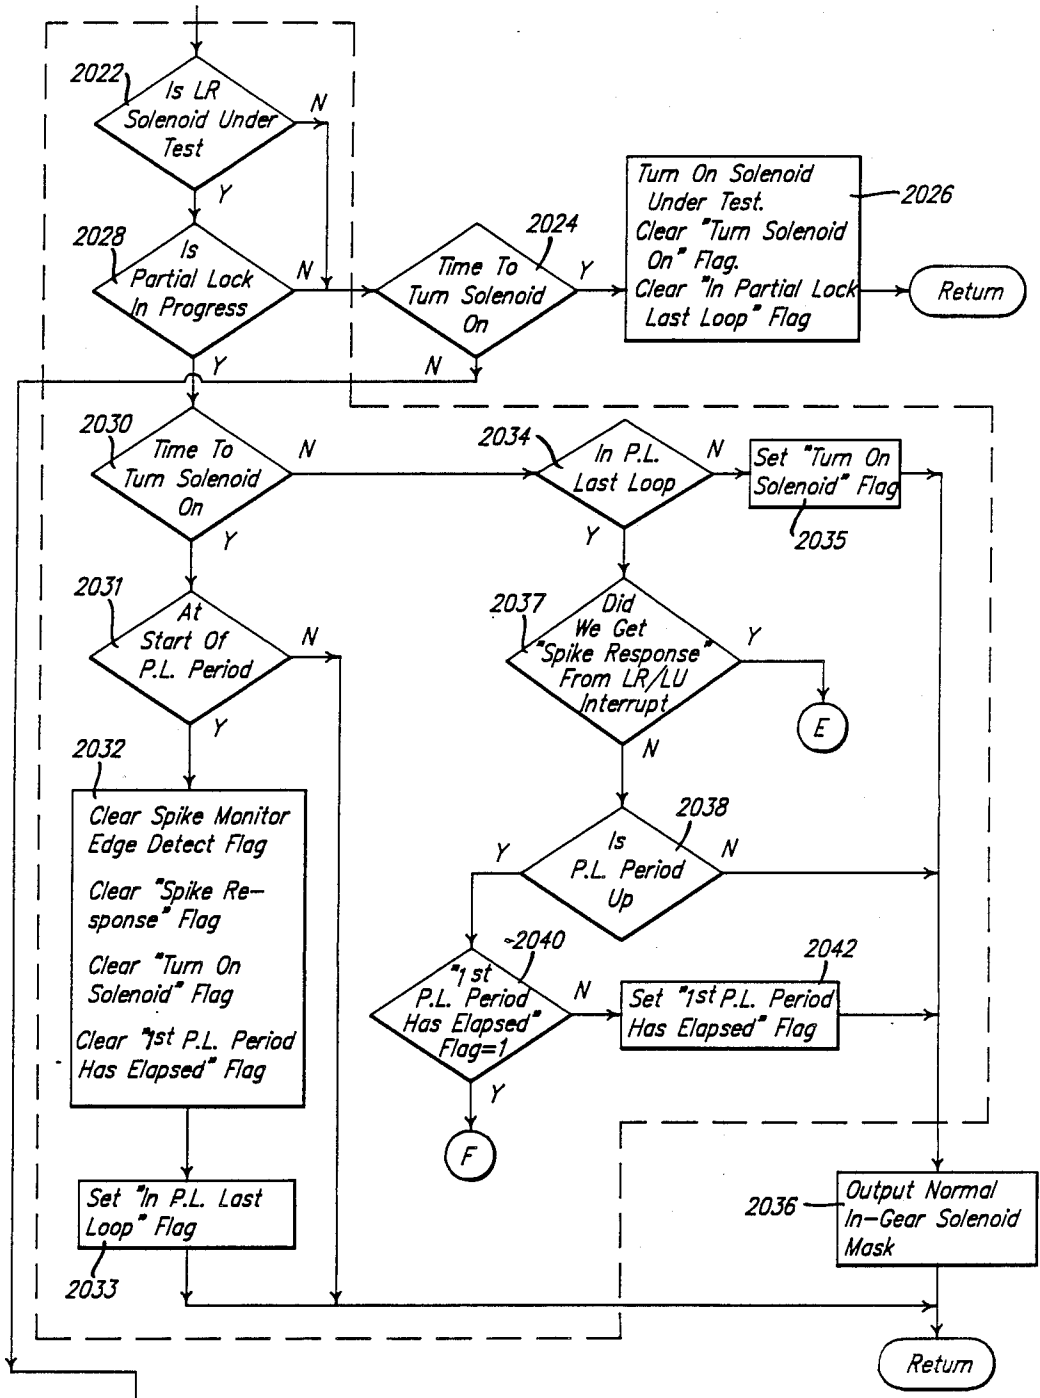 2022
Is LR
Solenoid Under
Test
N
Y
2028
Is
Partial Lock
In Progress
N
Y
2024
Time To
Turn Solenoid
On
Y
N
Turn On Solenoid
Under Test.
Clear "Turn Solenoid
On" Flag.
Clear "In Partial Lock
Last Loop" Flag
2026
Return
2030
Time To
Turn Solenoid
On
N
Y
2034
In P.L.
Last Loop
N
Y
Set "Turn On
Solenoid" Flag
2035
2031
At
Start Of
P.L. Period
N
Y
2037
Did
We Get
"Spike Response"
From LR/LU
Interrupt
Y
N
E
2032
Clear Spike Monitor
Edge Detect Flag
Clear "Spike Re-
sponse" Flag
Clear "Turn On
Solenoid" Flag
Clear "1st P.L. Period
Has Elapsed" Flag
2038
Is
P.L. Period
Up
Y
N
2040
"1st
P.L. Period
Has Elapsed"
Flag=1
N
Y
2042
Set "1st P.L. Period
Has Elapsed" Flag
F
Set "In P.L. Last
Loop" Flag
2033
2036
Output Normal
In-Gear Solenoid
Mask
Return